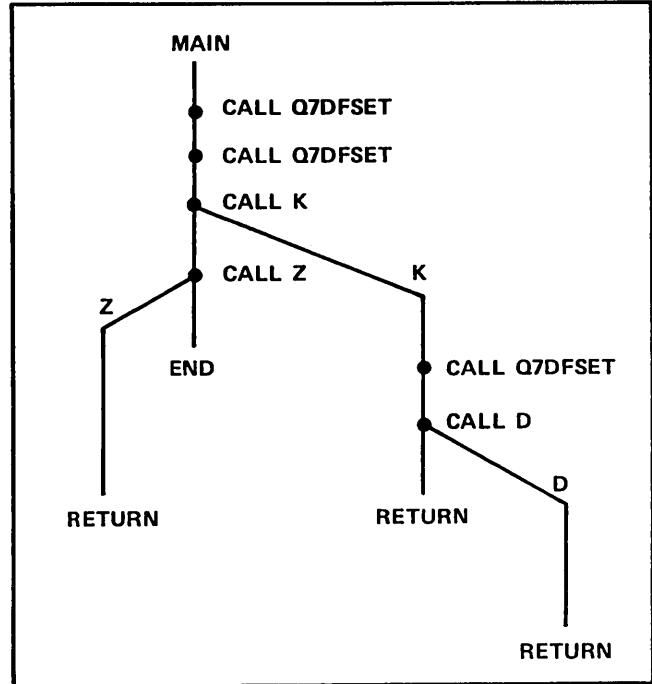 MAIN
CALL Q7DFSET
CALL Q7DFSET
CALL K
CALL Z
K
Z
CALL Q7DFSET
END
CALL D
D
RETURN
RETURN
RETURN